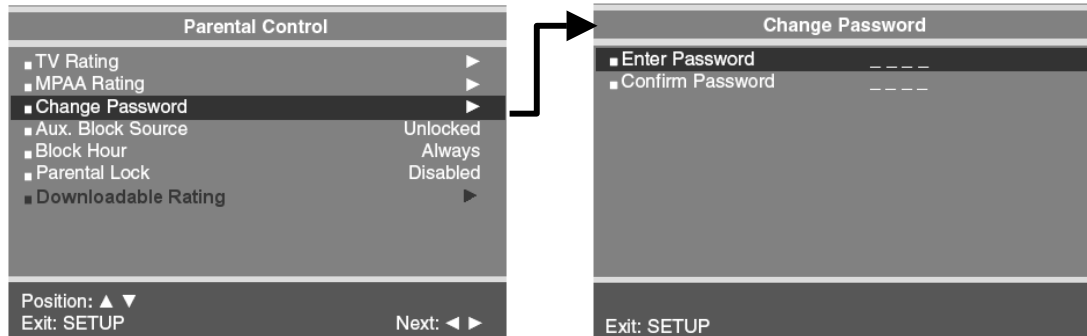 Parental Control
TV Rating ►
MPAA Rating ►
Change Password ►
Aux. Block Source Unlocked
Block Hour Always
Parental Lock Disabled
Downloadable Rating ►
Position: ▲ ▼
Exit: SETUP Next: ◄ ►
Change Password
Enter Password _ _ _ _
Confirm Password _ _ _ _
Exit: SETUP